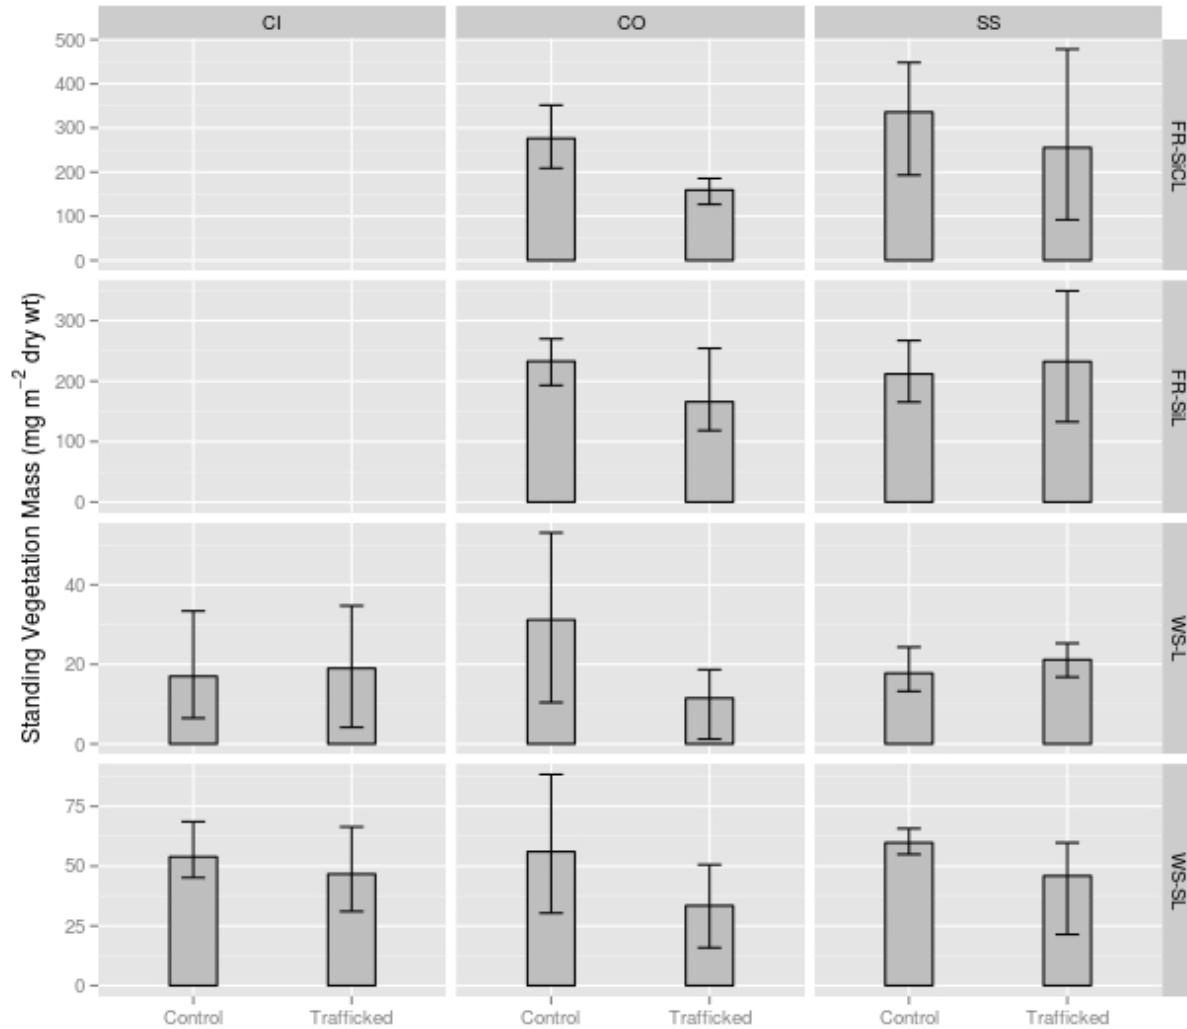 CI CO SS
Standing Vegetation Mass (mg m⁻² dry wt)
500
400
300
200
100
0
FR-SiCL
300
200
100
0
FR-SiL
40
20
0
WS-L
75
50
25
0
WS-SL
Control Trafficked Control Trafficked Control Trafficked